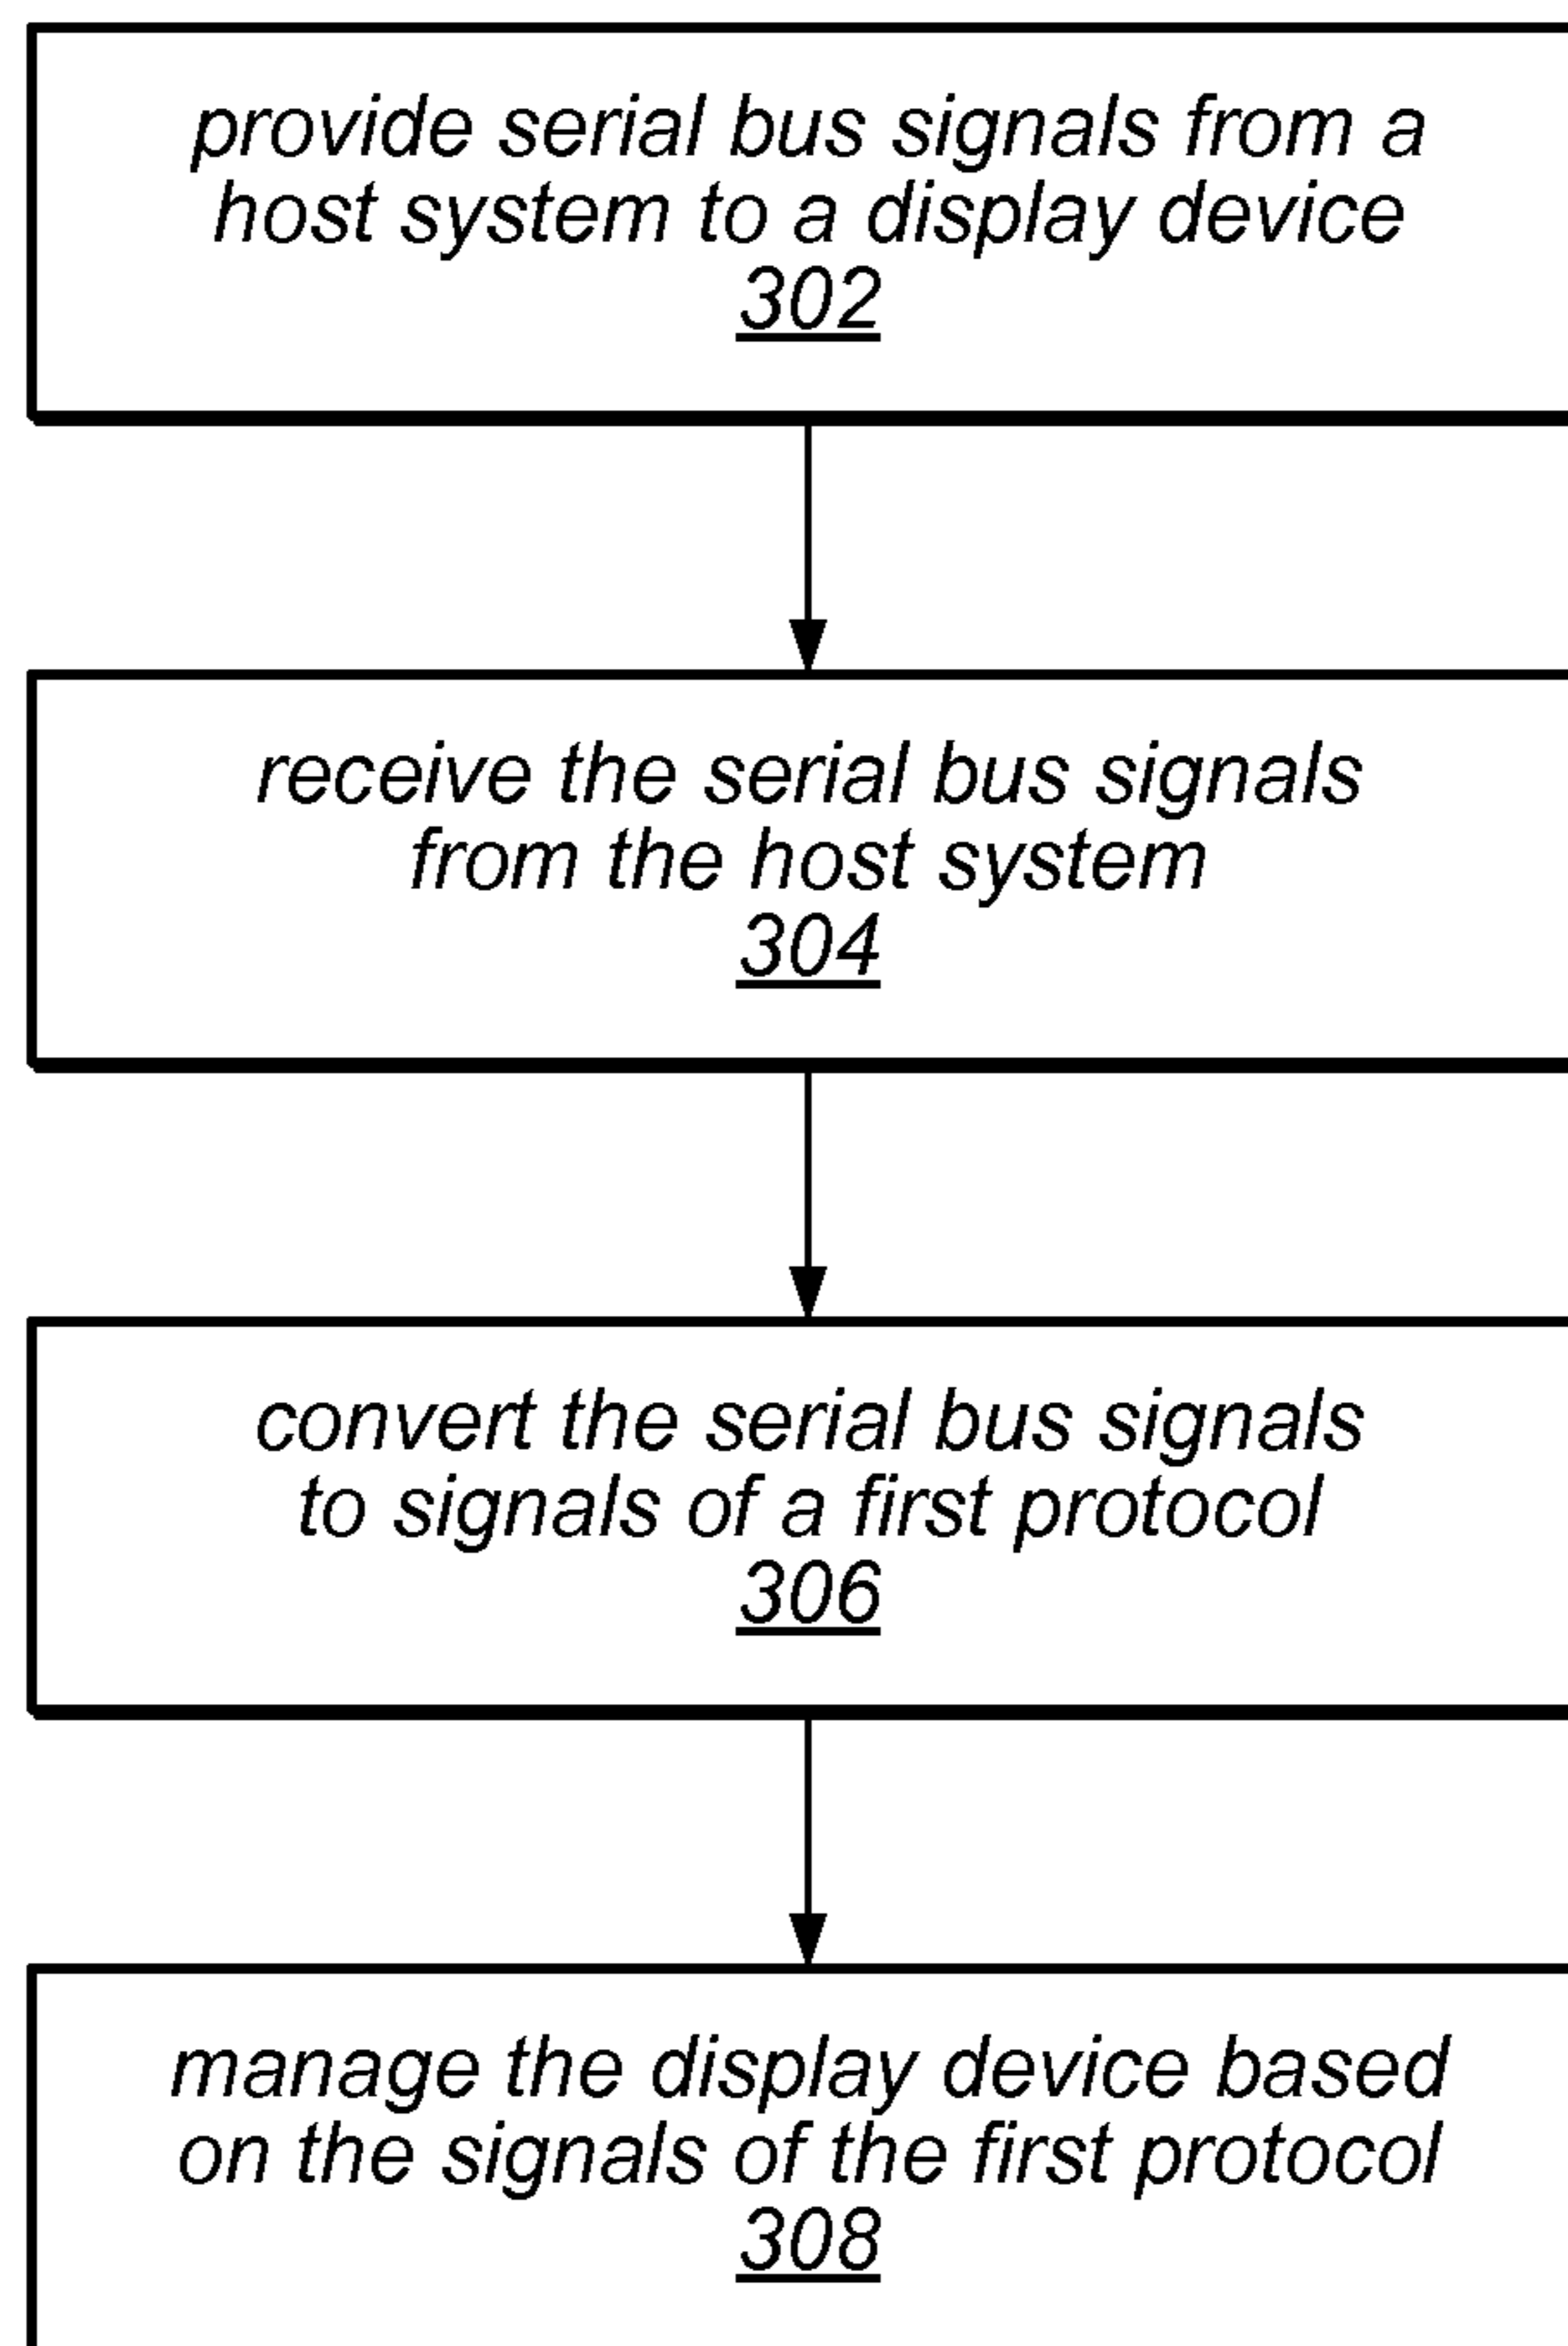 provide serial bus signals from a
host system to a display device
302
receive the serial bus signals
from the host system
304
convert the serial bus signals
to signals of a first protocol
306
manage the display device based
on the signals of the first protocol
308